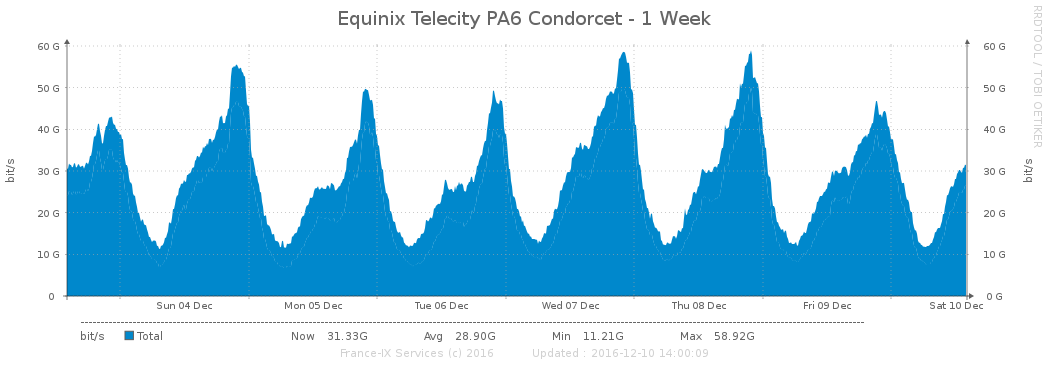 Equinix Telecity PA6 Condorcet - 1 Week
RRDTOOL / TOBI OETIKER
60 G 60 G
50 G 50 G
40 G 40 G
30 G 30 G
20 G 20 G
10 G 10 G
0 0 G
bit/s
bit/s
Sun 04 Dec Mon 05 Dec Tue 06 Dec Wed 07 Dec Thu 08 Dec Fri 09 Dec Sat 10 Dec
bit/s Total Now 31.33G Avg 28.90G Min 11.21G Max 58.92G
France-IX Services (c) 2016 Updated : 2016-12-10 14:00:09